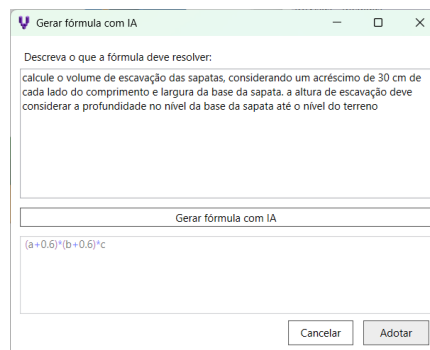 Gerar fórmula com IA
Descreva o que a fórmula deve resolver:
calcule o volume de escavação das sapatas, considerando um acréscimo de 30 cm de
cada lado do comprimento e largura da base da sapata. a altura de escavação deve
considerar a profundidade no nível da base da sapata até o nível do terreno
Gerar fórmula com IA
(a+0.6)*(b+0.6)*c
Cancelar
Adotar